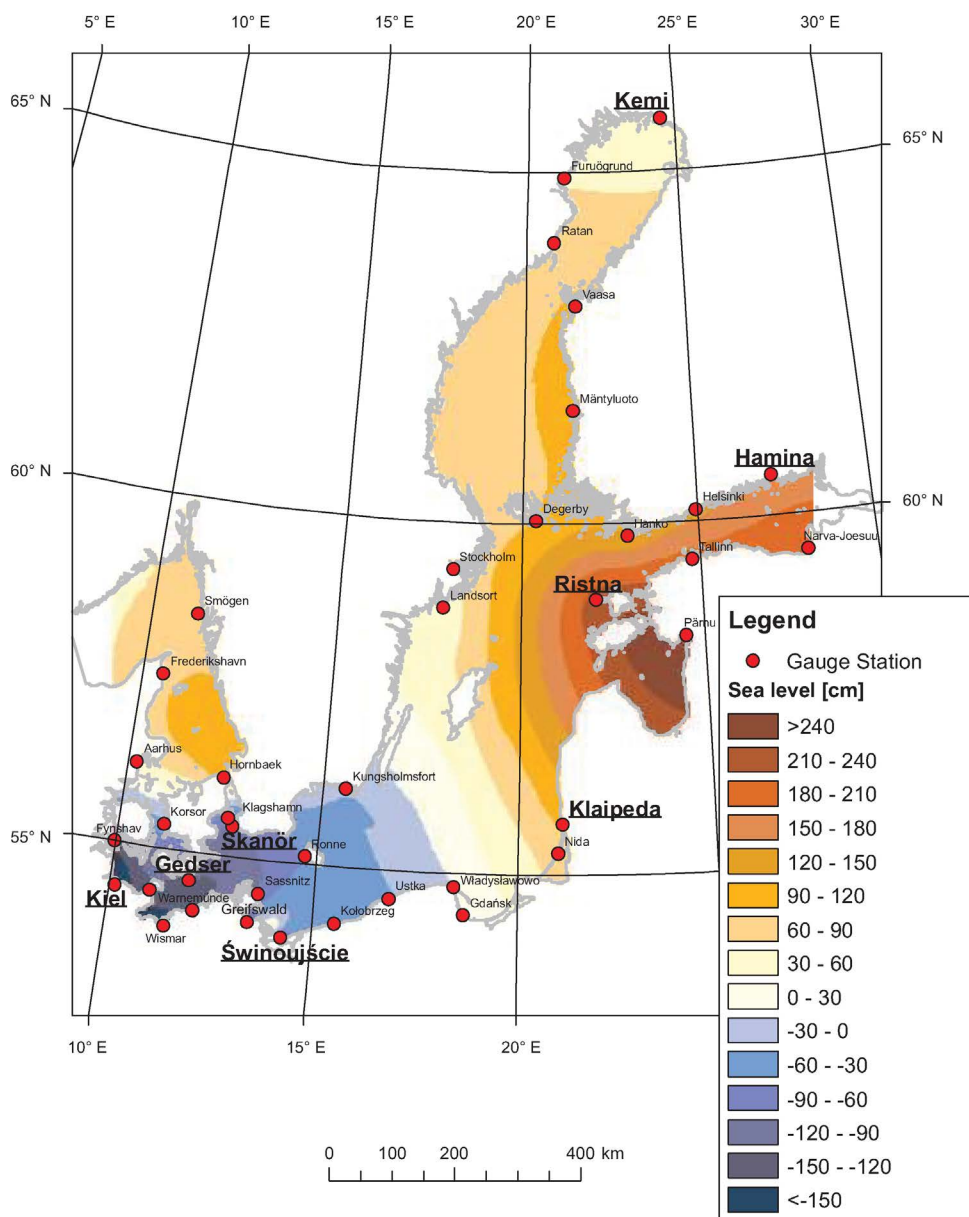 5° E 10° E 15° E 20° E 25° E 30° E
65° N
Kemi
65° N
Furuögrund
Ratan
Vaasa
Mäntyluoto
60° N
Hamina
60° N
Degerby
Helsinki
Hanko
Narva-Joesuu
Tallinn
Stockholm
Ristna
Landsort
Smögen
Pärnu
Frederikshavn
Aarhus
Hornbaek
Kungsholmsfort
Korsor
Klagshamn
Klaipeda
55° N
Fynshav
Skanör
Ronne
Nida
Gedser
Sassnitz
Władysławowo
Kiel
Warnemünde
Ustka
Greifswald
Gdańsk
Kołobrzeg
Wismar
Świnoujście
10° E 15° E 20° E
Legend
Gauge Station
Sea level [cm]
>240
210 - 240
180 - 210
150 - 180
120 - 150
90 - 120
60 - 90
30 - 60
0 - 30
-30 - 0
-60 - -30
-90 - -60
-120 - -90
-150 - -120
<-150
0 100 200 400 km